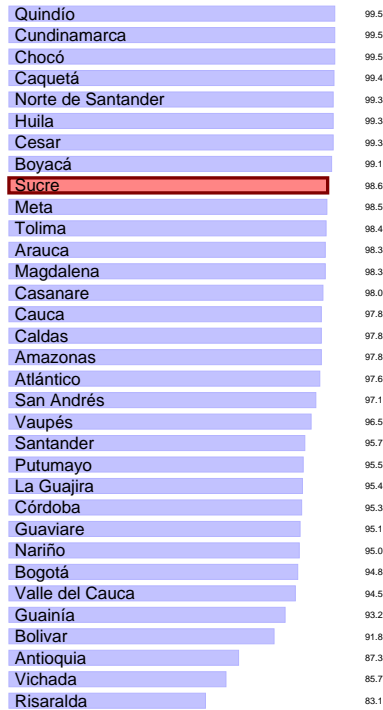 Quindío 99.5
Cundinamarca 99.5
Chocó 99.5
Caquetá 99.4
Norte de Santander 99.3
Huila 99.3
Cesar 99.3
Boyacá 99.1
Sucre 98.6
Meta 98.5
Tolima 98.4
Arauca 98.3
Magdalena 98.3
Casanare 98.0
Cauca 97.8
Caldas 97.8
Amazonas 97.8
Atlántico 97.6
San Andrés 97.1
Vaupés 96.5
Santander 95.7
Putumayo 95.5
La Guajira 95.4
Córdoba 95.3
Guaviare 95.1
Nariño 95.0
Bogotá 94.8
Valle del Cauca 94.5
Guainía 93.2
Bolivar 91.8
Antioquia 87.3
Vichada 85.7
Risaralda 83.1